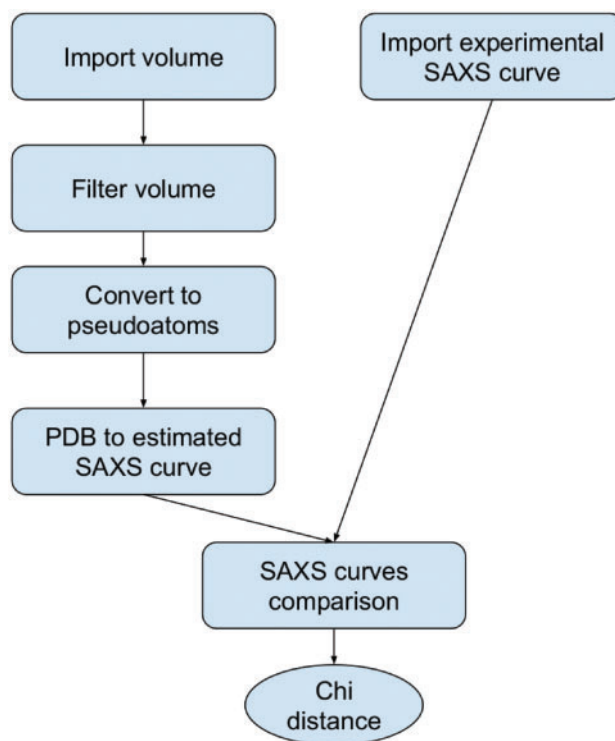 Import volume
Import experimental
SAXS curve
Filter volume
Convert to
pseudoatoms
PDB to estimated
SAXS curve
SAXS curves
comparison
Chi
distance